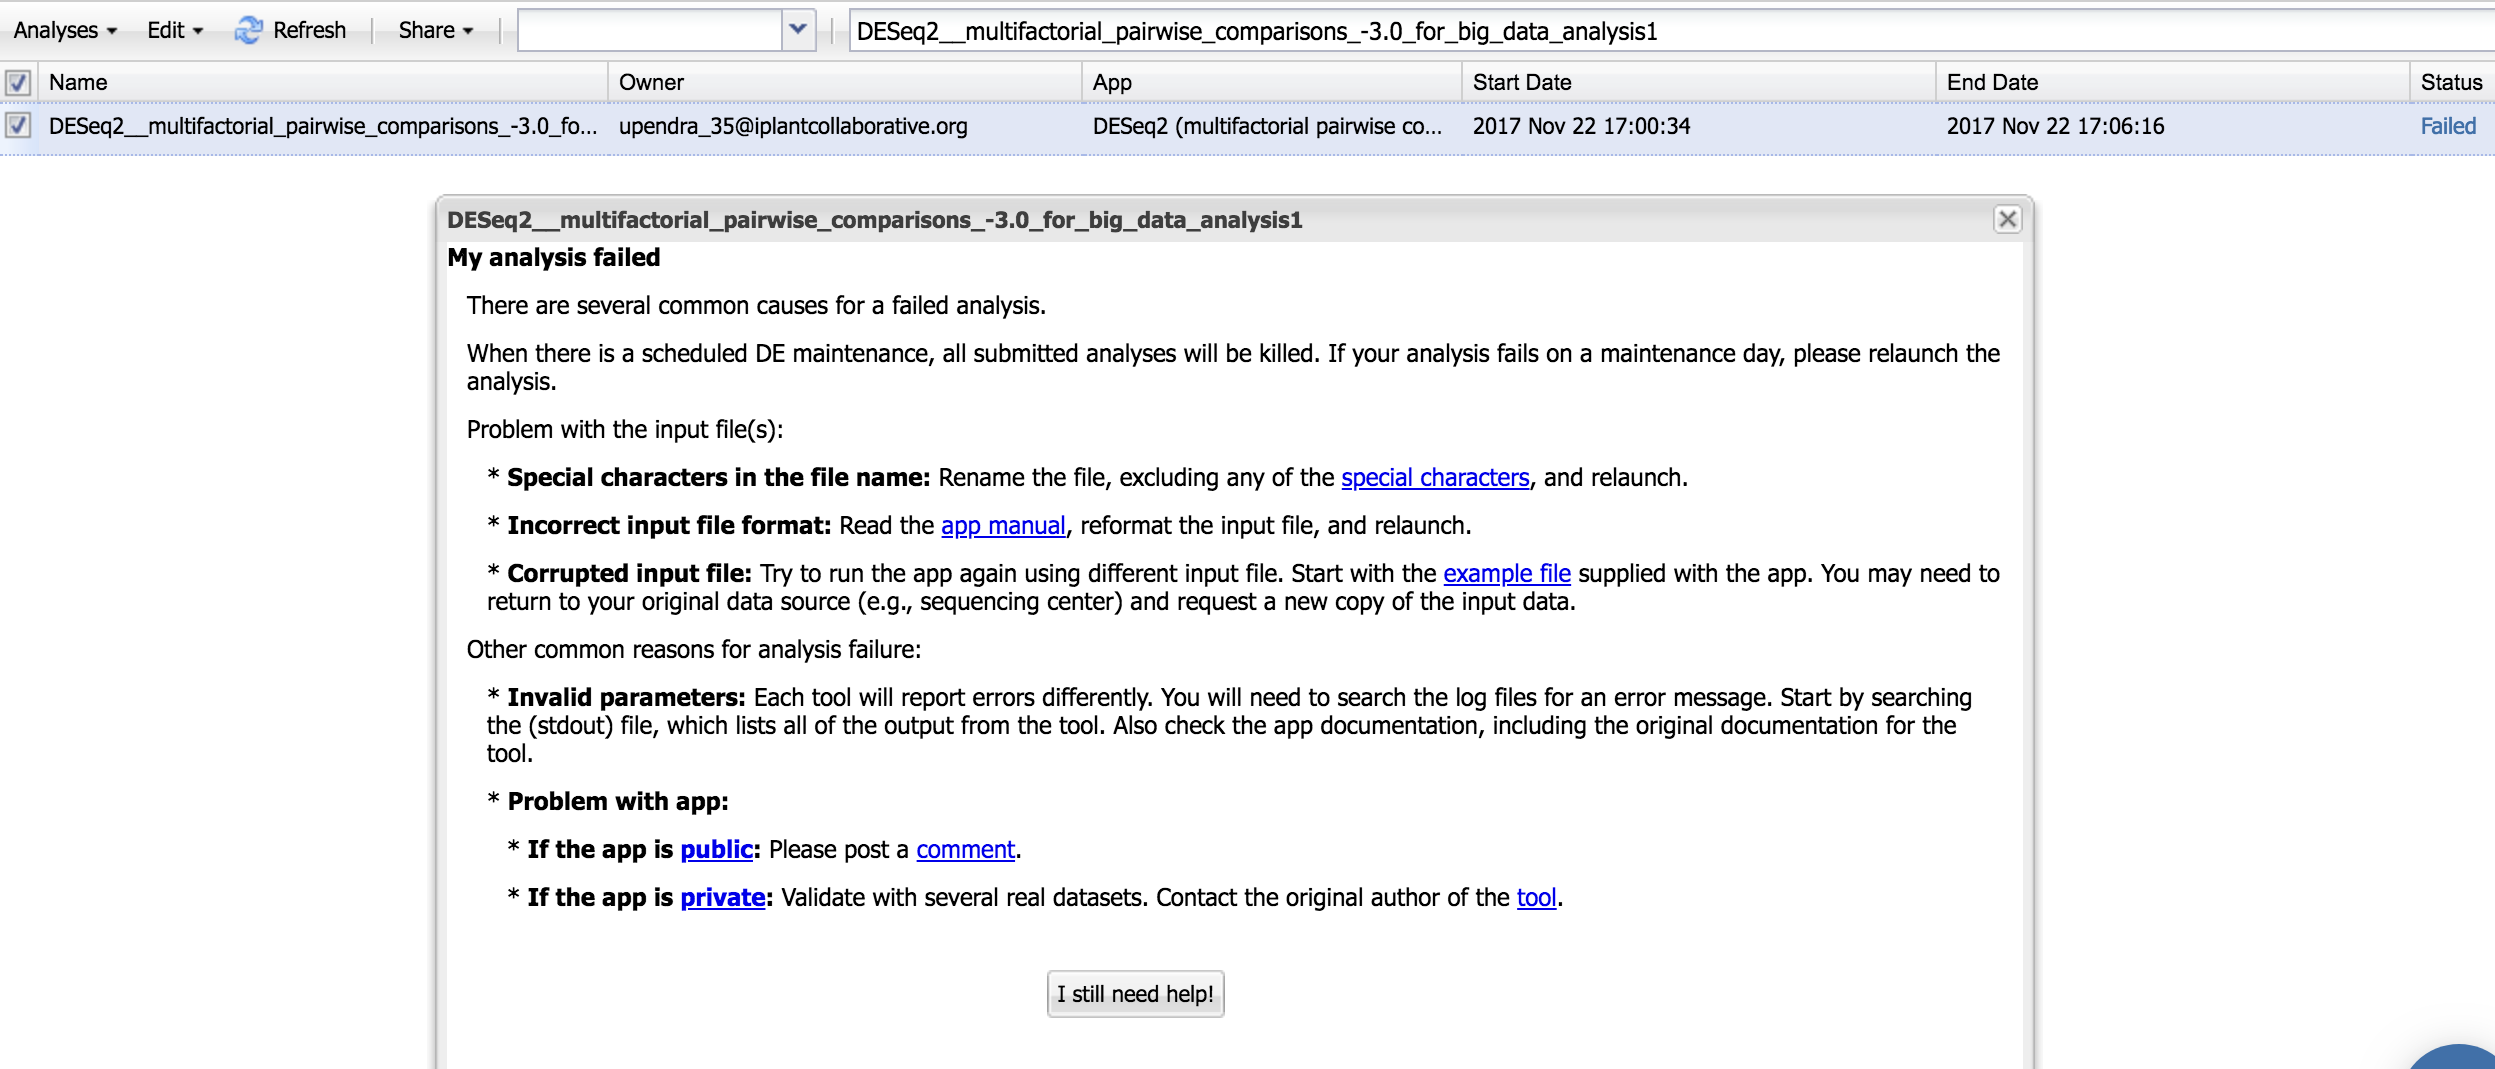 Analyses Edit Refresh Share DESeq2__multifactorial_pairwise_comparisons_-3.0_for_big_data_analysis1
Name Owner App Start Date End Date Status
DESeq2__multifactorial_pairwise_comparisons_-3.0_fo... upendra_35@iplantcollaborative.org DESeq2 (multifactorial pairwise co... 2017 Nov 22 17:00:34 2017 Nov 22 17:06:16 Failed
DESeq2__multifactorial_pairwise_comparisons_-3.0_for_big_data_analysis1
My analysis failed
There are several common causes for a failed analysis.
When there is a scheduled DE maintenance, all submitted analyses will be killed. If your analysis fails on a maintenance day, please relaunch the
analysis.
Problem with the input file(s):
* Special characters in the file name: Rename the file, excluding any of the special characters, and relaunch.
* Incorrect input file format: Read the app manual, reformat the input file, and relaunch.
* Corrupted input file: Try to run the app again using different input file. Start with the example file supplied with the app. You may need to
return to your original data source (e.g., sequencing center) and request a new copy of the input data.
Other common reasons for analysis failure:
* Invalid parameters: Each tool will report errors differently. You will need to search the log files for an error message. Start by searching
the (stdout) file, which lists all of the output from the tool. Also check the app documentation, including the original documentation for the
tool.
* Problem with app:
* If the app is public: Please post a comment.
* If the app is private: Validate with several real datasets. Contact the original author of the tool.
I still need help!